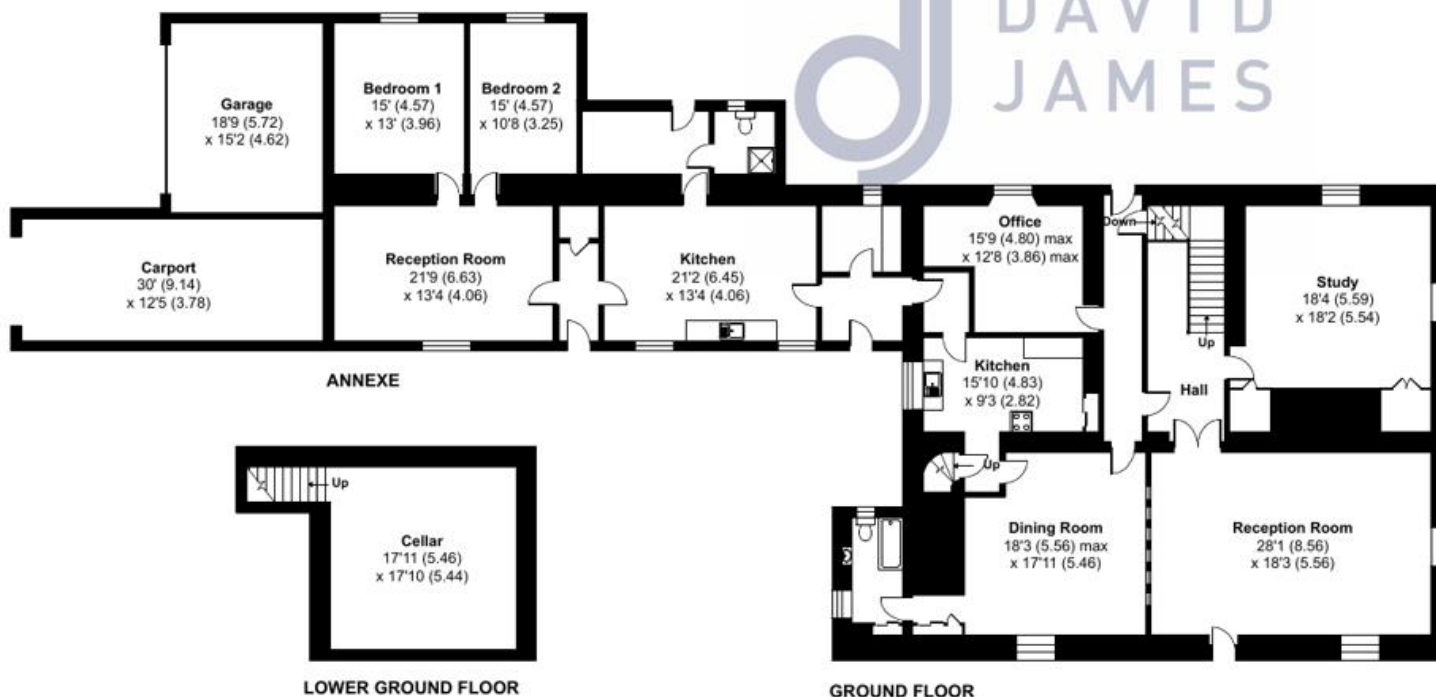 DAVID
JAMES
Garage
18'9 (5.72)
x 15'2 (4.62)
Bedroom 1
15' (4.57)
x 13' (3.96)
Bedroom 2
15' (4.57)
x 10'8 (3.25)
Carport
30' (9.14)
x 12'5 (3.78)
Reception Room
21'9 (6.63)
x 13'4 (4.06)
Kitchen
21'2 (6.45)
x 13'4 (4.06)
Office
15'9 (4.80) max
x 12'8 (3.86) max
Down
Up
Study
18'4 (5.59)
x 18'2 (5.54)
Kitchen
15'10 (4.83)
x 9'3 (2.82)
Hall
ANNEXE
Up
Dining Room
18'3 (5.56) max
x 17'11 (5.46)
Reception Room
28'1 (8.56)
x 18'3 (5.56)
Up
Cellar
17'11 (5.46)
x 17'10 (5.44)
LOWER GROUND FLOOR
GROUND FLOOR